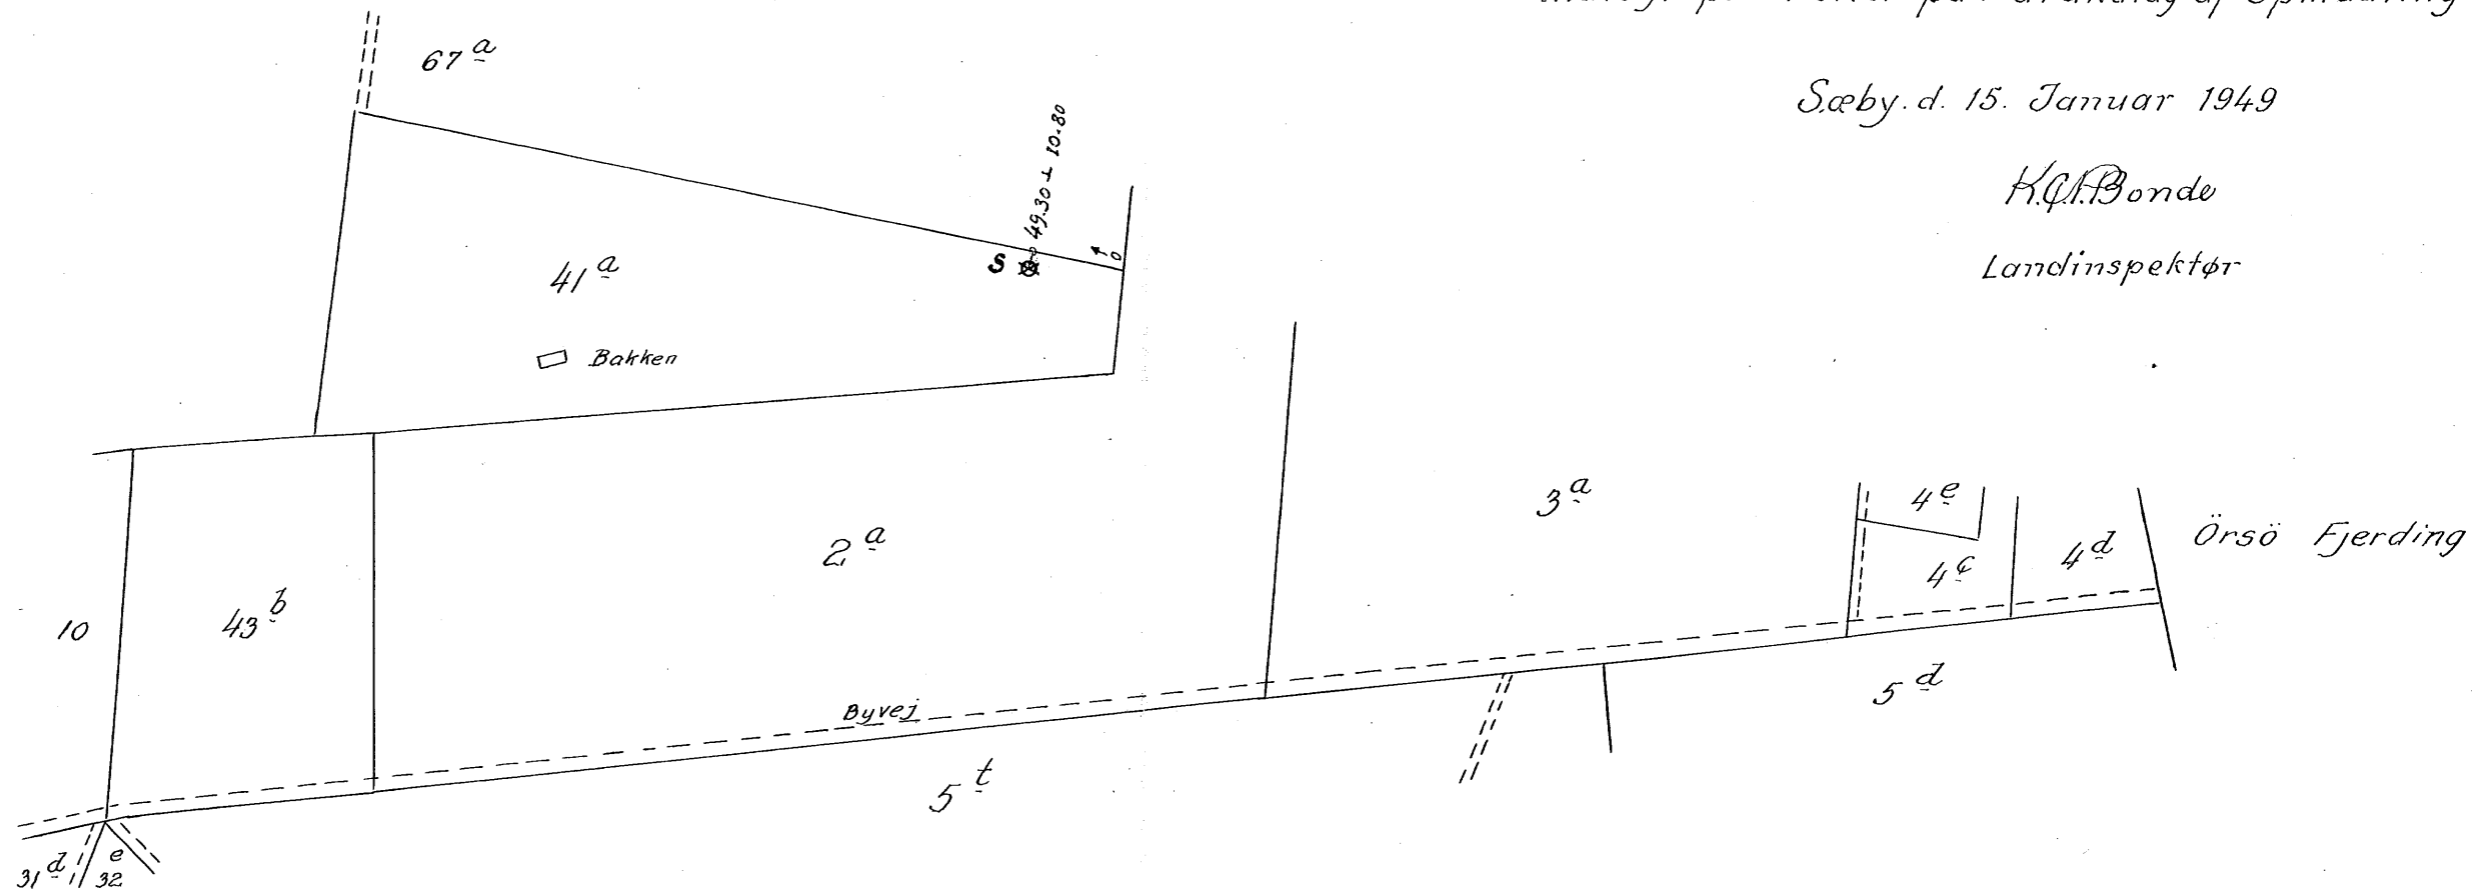 Sæby. d. 15. Januar 1949
Bonde
Landinspektør
67 a
49.30 ⊥ 10.80
0
S
41 a
Bakken
3 a
4 e
4 c
4 d
Örsö Fjerding
2 a
43 b
10
Byvej
5 d
5 t
31 d
e
32